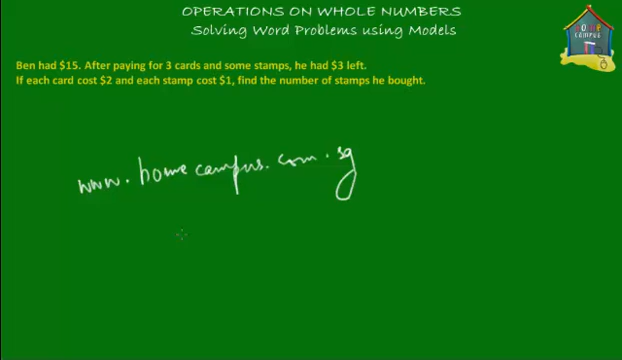 OPERATIONS ON WHOLE NUMBERS
Solving Word Problems using Models
HOME
CAMPUS
Ben had $15. After paying for 3 cards and some stamps, he had $3 left.
If each card cost $2 and each stamp cost $1, find the number of stamps he bought.
www.homecampus.com.sg